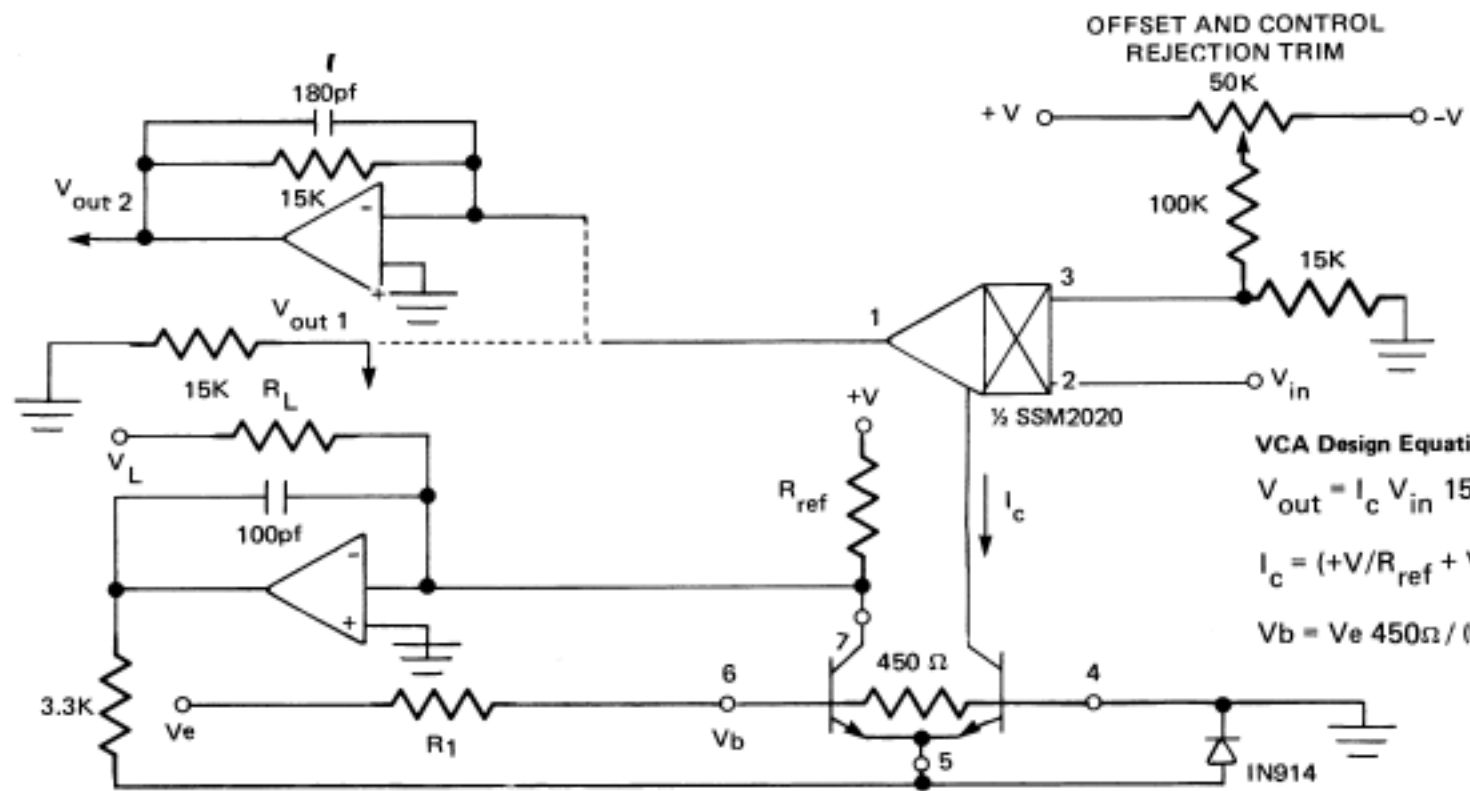 OFFSET AND CONTROL
REJECTION TRIM
50K
+V
-V
180pf
15K
V out 2
100K
15K
3
1
2
V in
½ SSM2020
V out 1
15K
R L
V L
100pf
+V
R ref
I c
VCA Design Equati
V out = I c V in 15
I c = (+V/R ref +
Vb = Ve 450Ω / (
7
450 Ω
6
4
3.3K
Ve
R1
Vb
5
IN914